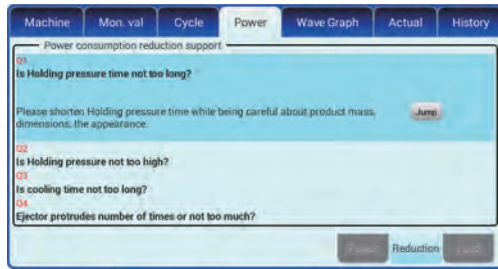 Machine Mon. val Cycle Power Wave Graph Actual History
Power consumption reduction support
Q1
Is Holding pressure time not too long?
Please shorten Holding pressure time while being careful about product mass, Jump
dimensions, the appearance.
Q2
Is Holding pressure not too high?
Q3
Is cooling time not too long?
Q4
Ejector protrudes number of times or not too much?
Reduction